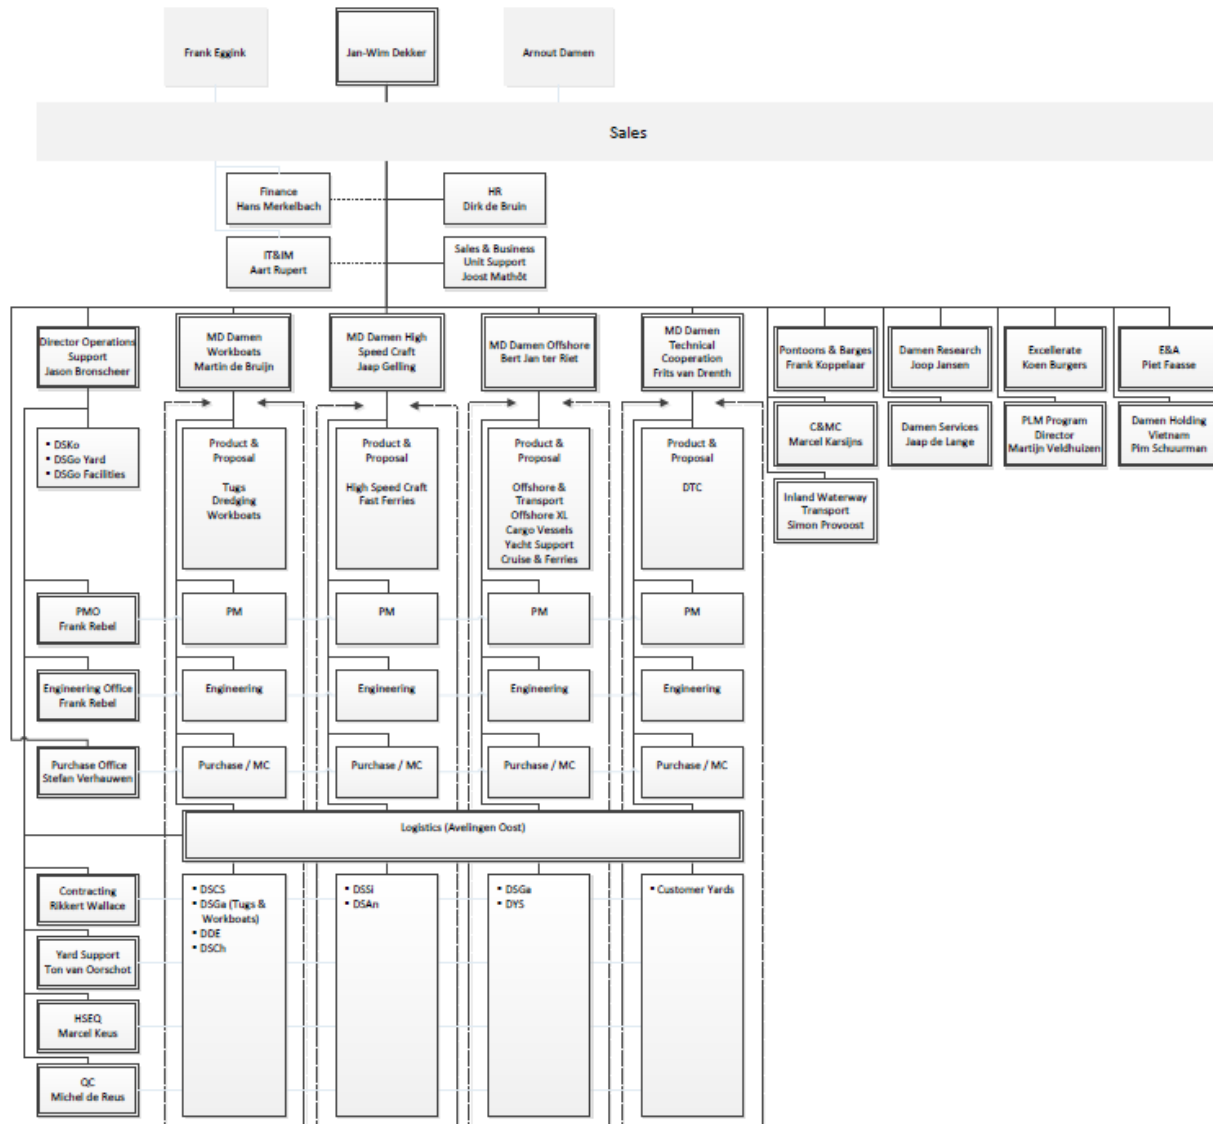 Frank Eggink
Jan-Wim Dekker
Arnout Damen
Sales
Finance
Hans Merkelbach
HR
Dirk de Bruin
IT&IM
Aart Rupert
Sales & Business
Unit Support
Joost Mathôt
Director Operations
Support
Jason Bronscheer
MD Damen
Workboats
Martin de Bruijn
MD Damen High
Speed Craft
Jaap Gelling
MD Damen Offshore
Bert Jan ter Riet
MD Damen
Technical
Cooperation
Frits van Drenth
Pontoons & Barges
Frank Koppelaar
Damen Research
Joop Jansen
Excellerate
Koen Burgers
E&A
Piet Faasse
C&MC
Marcel Karsijns
Damen Services
Jaap de Lange
PLM Program
Director
Martijn Veldhuizen
Damen Holding
Vietnam
Pim Schuurman
Inland Waterway
Transport
Simon Provoost
▪ DSKo
▪ DSGo Yard
▪ DSGo Facilities
Product &
Proposal
Tugs
Dredging
Workboats
Product &
Proposal
High Speed Craft
Fast Ferries
Product &
Proposal
Offshore &
Transport
Offshore XL
Cargo Vessels
Yacht Support
Cruise & Ferries
Product &
Proposal
DTC
PMO
Frank Rebel
PM
PM
PM
PM
Engineering Office
Frank Rebel
Engineering
Engineering
Engineering
Engineering
Purchase Office
Stefan Verhauwen
Purchase / MC
Purchase / MC
Purchase / MC
Purchase / MC
Logistics (Avelingen Oost)
Contracting
Rikkert Wallace
Yard Support
Ton van Oorschot
HSEQ
Marcel Keus
QC
Michel de Reus
▪ DSCS
▪ DSGa (Tugs &
Workboats)
▪ DDE
▪ DSCh
▪ DSSi
▪ DSAn
▪ DSGa
▪ DYS
▪ Customer Yards